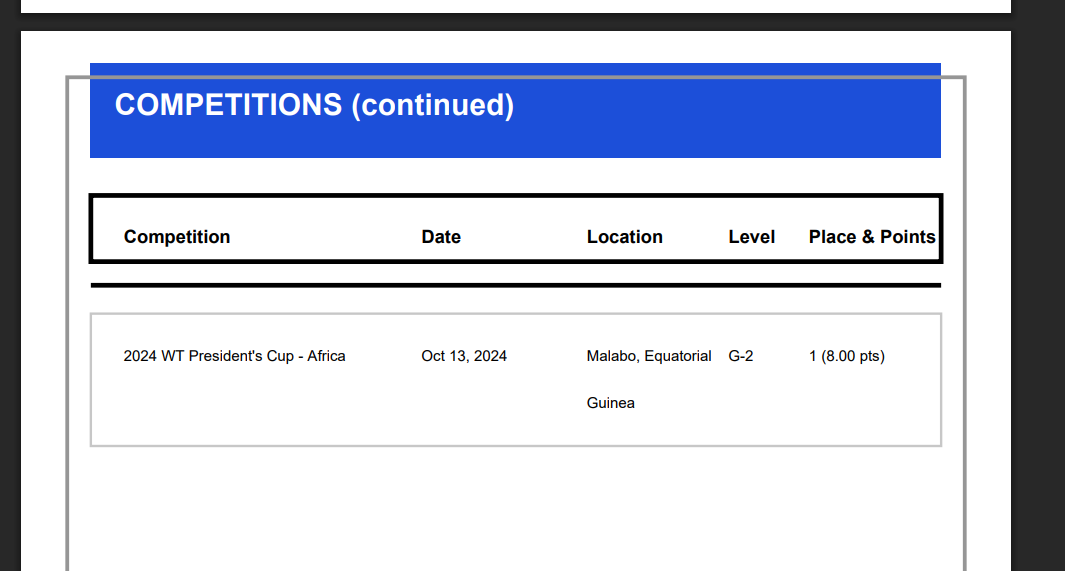 COMPETITIONS (continued)
Competition Date Location Level Place & Points
2024 WT President's Cup - Africa Oct 13, 2024 Malabo, Equatorial G-2 1 (8.00 pts)
Guinea